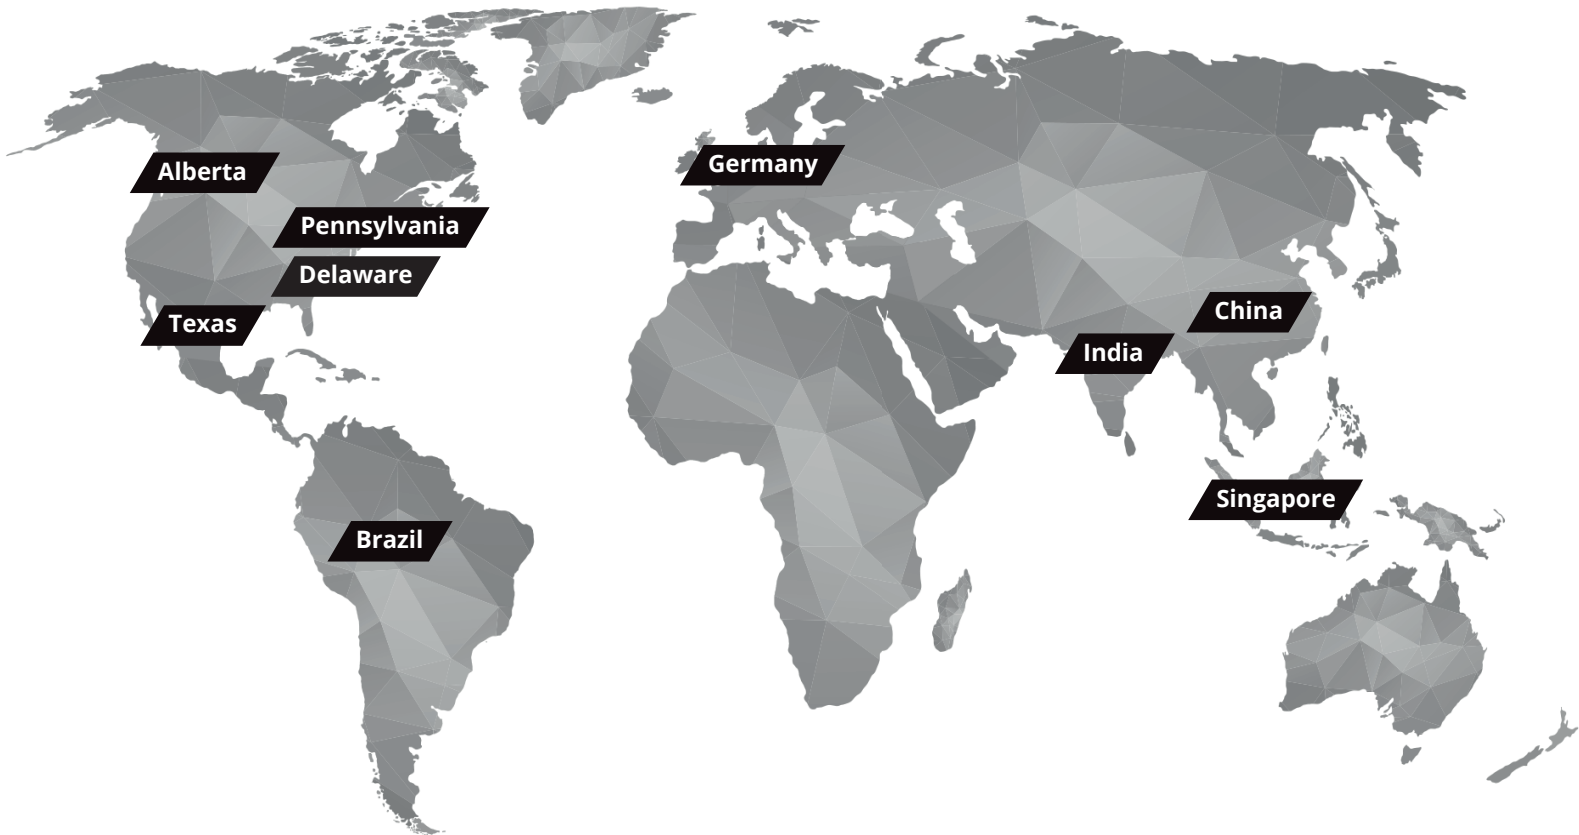 Alberta
Germany
Pennsylvania
Delaware
Texas
China
India
Singapore
Brazil